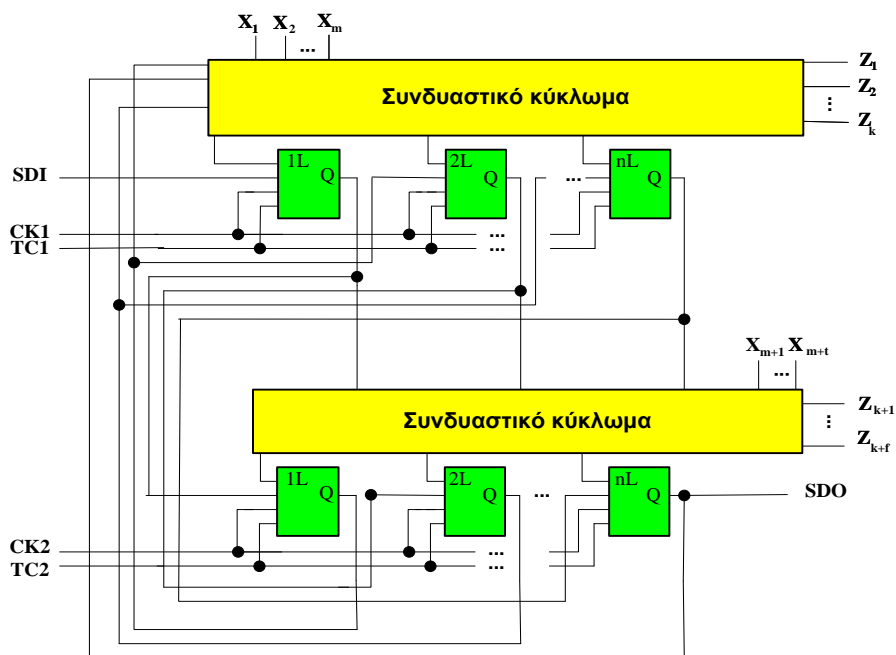 X1 X2 ... Xm
Z1
Z2
Συνδυαστικό κύκλωμα
Zk
1L 2L nL
SDI Q Q ... Q
CK1 ...
TC1 ...
Xm+1 ... Xm+t
Zk+1
Συνδυαστικό κύκλωμα
Zk+f
1L 2L nL
Q Q ... Q SDO
CK2 ...
TC2 ...